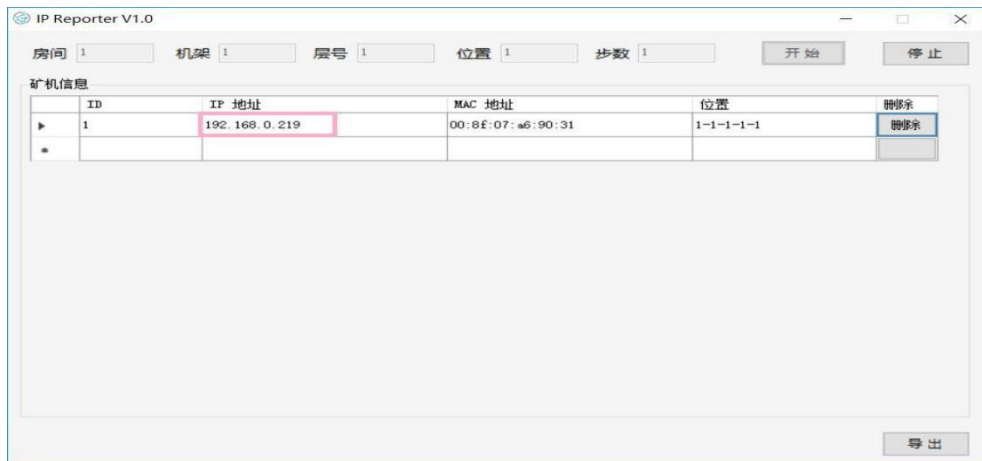 IP Reporter V1.0
房间 1 机架 1 层号 1 位置 1 步数 1 开始 停止
矿机信息
ID IP 地址 MAC 地址 位置 删除
1 192.168.0.219 00:8f:07:a6:90:31 1-1-1-1-1 删除
导出